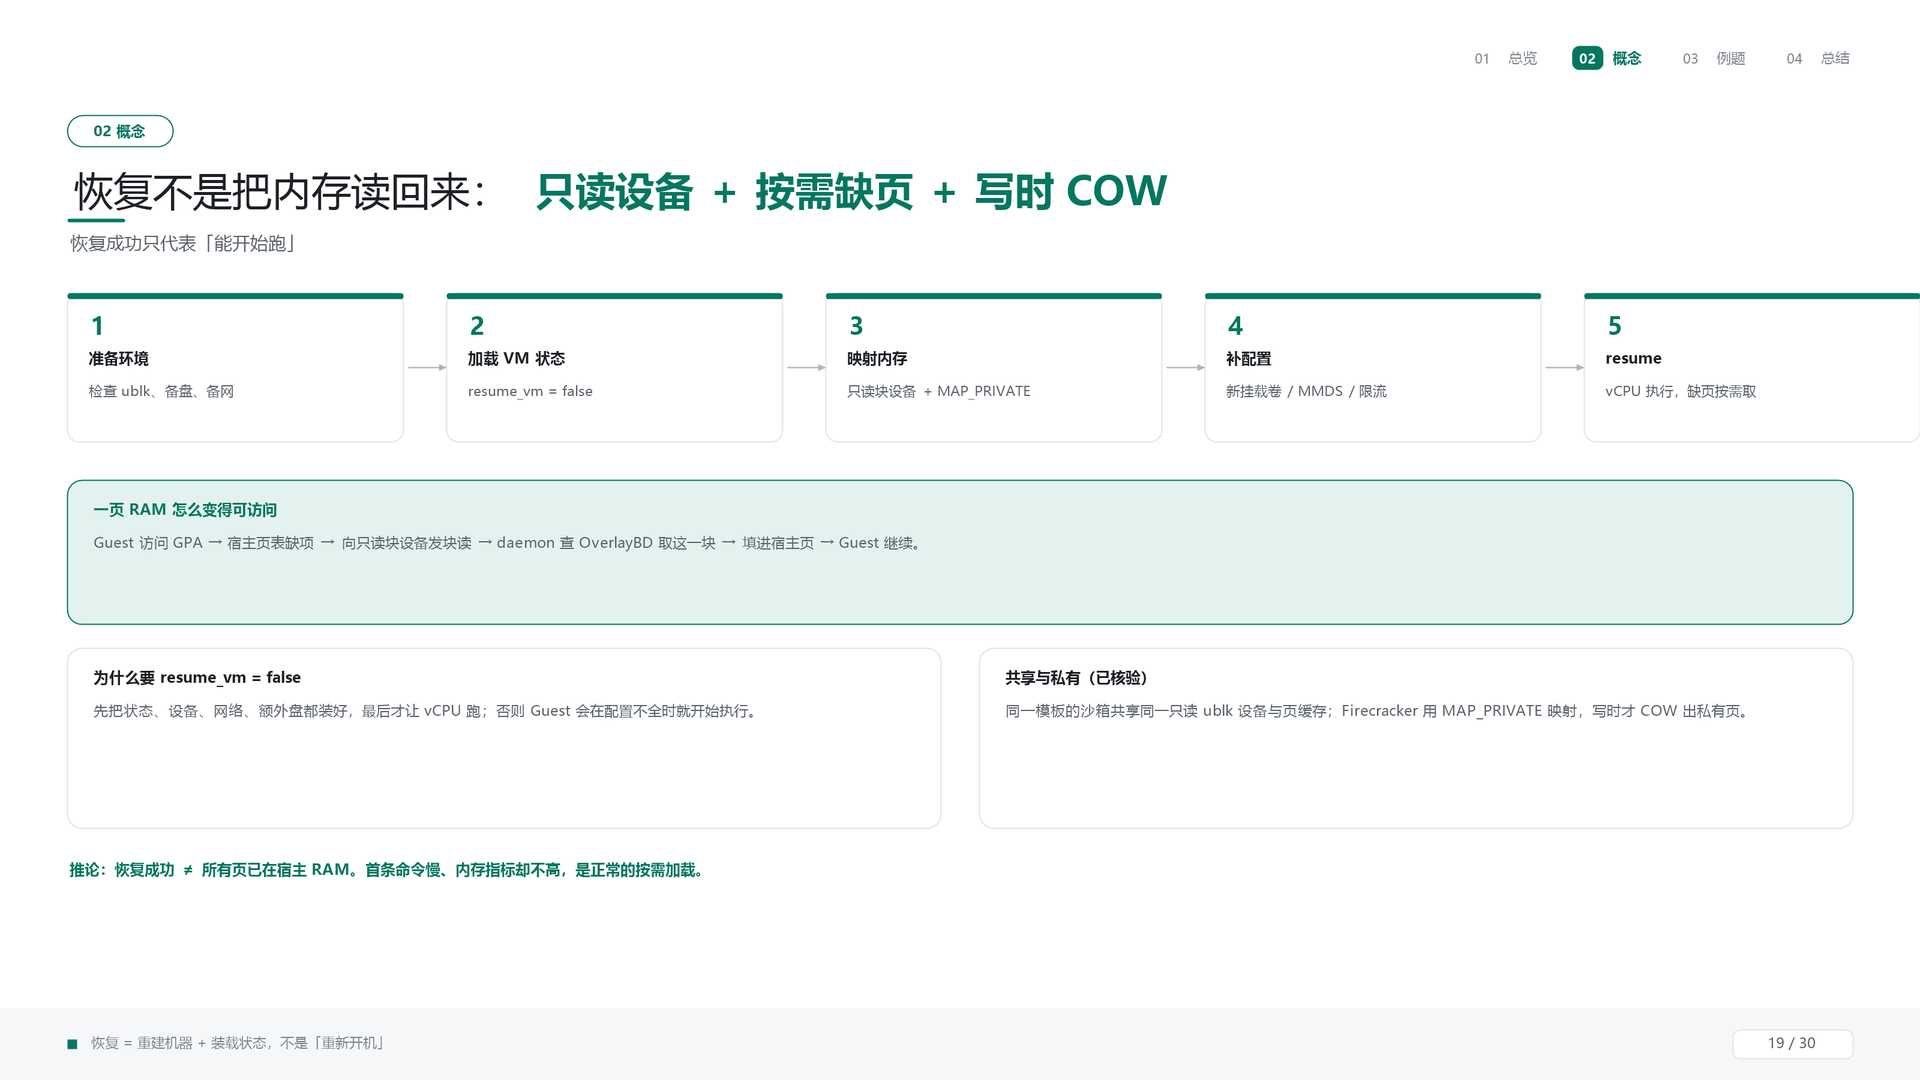 01 总览 02 概念 03 例题 04 总结
02 概念
恢复不是把内存读回来： 只读设备 + 按需缺页 + 写时 COW
恢复成功只代表「能开始跑」
1
准备环境
检查 ublk、备盘、备网
2
加载 VM 状态
resume_vm = false
3
映射内存
只读块设备 + MAP_PRIVATE
4
补配置
新挂载卷 / MMDS / 限流
5
resume
vCPU 执行，缺页按需取
一页 RAM 怎么变得可访问
Guest 访问 GPA → 宿主页表缺项 → 向只读块设备发块读 → daemon 查 OverlayBD 取这一块 → 填进宿主页 → Guest 继续。
为什么要 resume_vm = false
先把状态、设备、网络、额外盘都装好，最后才让 vCPU 跑；否则 Guest 会在配置不全时就开始执行。
共享与私有（已核验）
同一模板的沙箱共享同一只读 ublk 设备与页缓存；Firecracker 用 MAP_PRIVATE 映射，写时才 COW 出私有页。
推论：恢复成功 ≠ 所有页已在宿主 RAM。首条命令慢、内存指标却不高，是正常的按需加载。
恢复 = 重建机器 + 装载状态，不是「重新开机」
19 / 30